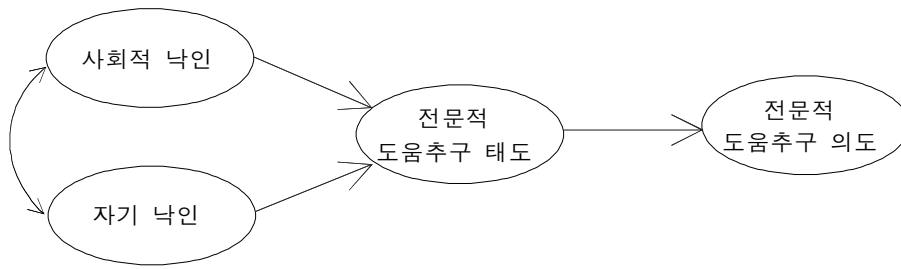 사회적 낙인
전문적
도움추구 태도
전문적
도움추구 의도
자기 낙인